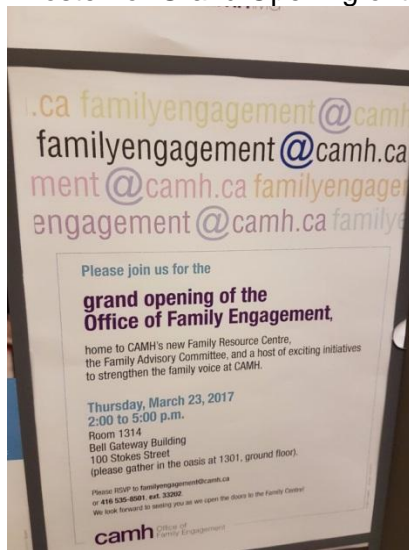 .ca familyengagement@camh
familyengagement@camh.ca
ment@camh.ca familyengage
engagement@camh.ca familye
Please join us for the
grand opening of the
Office of Family Engagement,
home to CAMH's new Family Resource Centre,
the Family Advisory Committee, and a host of exciting initiatives
to strengthen the family voice at CAMH.
Thursday, March 23, 2017
2:00 to 5:00 p.m.
Room 1314
Bell Gateway Building
100 Stokes Street
(please gather in the oasis at 1301, ground floor).
Please RSVP to familyengagement@camh.ca
or 416 535-8501, ext. 33202.
We look forward to seeing you as we open the doors to the Family Centre!
camh Office of
Family Engagement